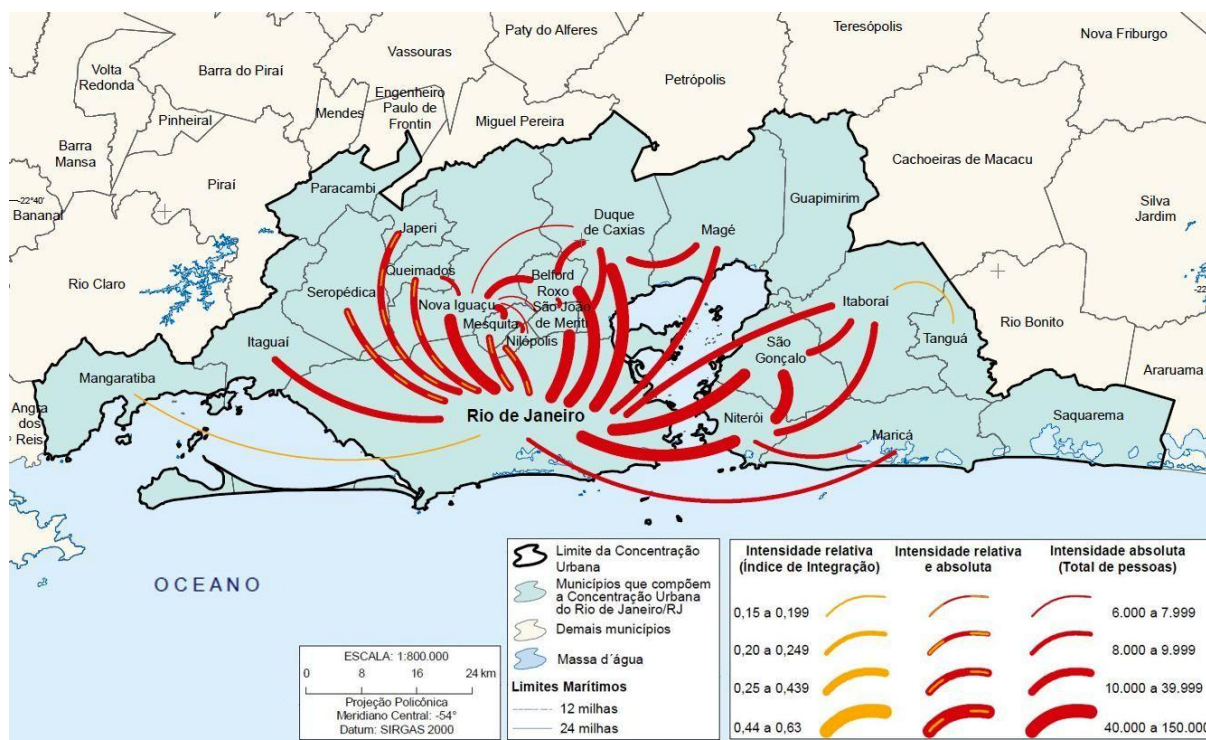 Paty do Alferes
Teresópolis
Nova Friburgo
Vassouras
Volta
Redonda
Barra do Piraí
Petrópolis
Engenheiro
Paulo de
Frontin
Mendes
Pinheiral
Miguel Pereira
Barra
Mansa
Cachoeiras de Macacu
Piraí
Paracambi
Guapimirim
-22°40'
Bananal
Silva
Jardim
Duque
de Caxias
Japeri
Magé
Queimados
Belford
Roxo
Rio Claro
Seropédica
Nova Iguaçu
São João
de Meriti
Itaboraí
-22
Mesquita
Rio Bonito
Itaguaí
Nilópolis
São
Gonçalo
Tanguá
Mangaratiba
Araruama
Angra
dos
Reis
Rio de Janeiro
Niterói
Saquarema
Maricá
OCEANO
ESCALA: 1:800.000
0 8 16 24 km
Projeção Policônica
Meridiano Central: -54°
Datum: SIRGAS 2000
Limite da Concentração
Urbana
Municípios que compõem
a Concentração Urbana
do Rio de Janeiro/RJ
Demais municípios
Massa d´água
Limites Marítimos
12 milhas
24 milhas
Intensidade relativa
(Índice de Integração)
Intensidade relativa
e absoluta
Intensidade absoluta
(Total de pessoas)
0,15 a 0,199
6.000 a 7.999
0,20 a 0,249
8.000 a 9.999
0,25 a 0,439
10.000 a 39.999
0,44 a 0,63
40.000 a 150.000